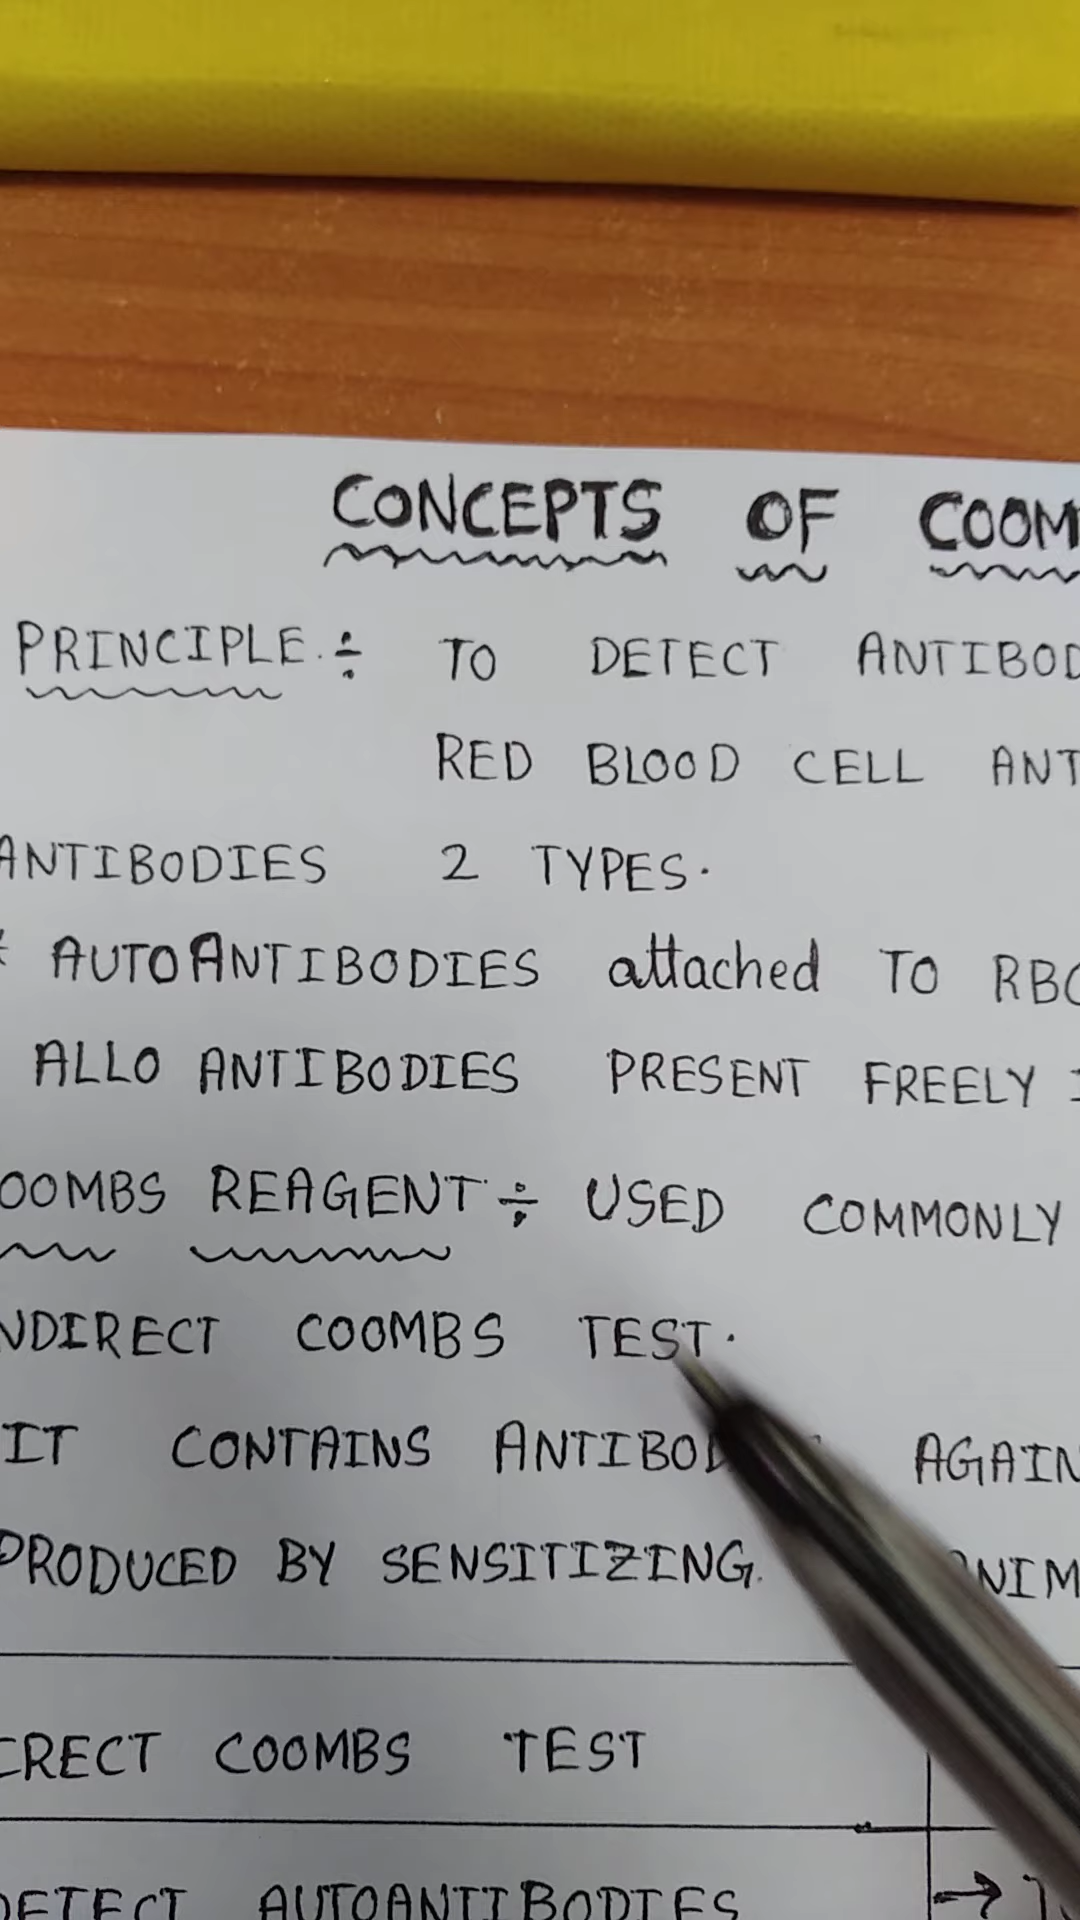 CONCEPTS OF COOM
PRINCIPLE ÷ TO DETECT ANTIBOD
RED BLOOD CELL ANT
ANTIBODIES 2 TYPES.
* AUTOANTIBODIES attached TO RBC
ALLO ANTIBODIES PRESENT FREELY I
OOMBS REAGENT ÷ USED COMMONLY
NDIRECT COOMBS TEST.
IT CONTAINS ANTIBOD AGAIN
PRODUCED BY SENSITIZING. NIM
IRECT COOMBS TEST
DETECT AUTOANTIBODIES →